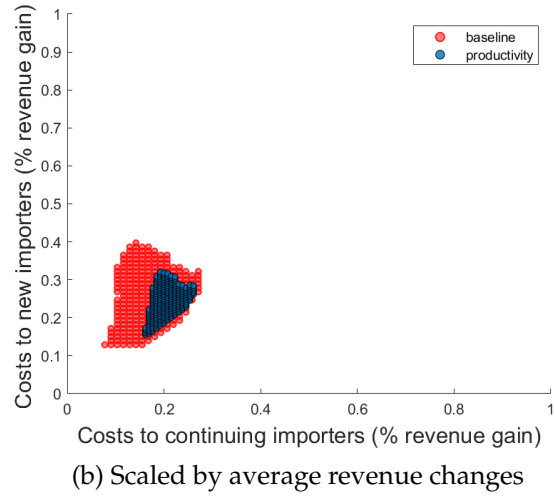 1
0.9
0.8
0.7
0.6
0.5
0.4
0.3
0.2
0.1
0
Costs to new importers (% revenue gain)
baseline
productivity
0 0.2 0.4 0.6 0.8 1
Costs to continuing importers (% revenue gain)
(b) Scaled by average revenue changes